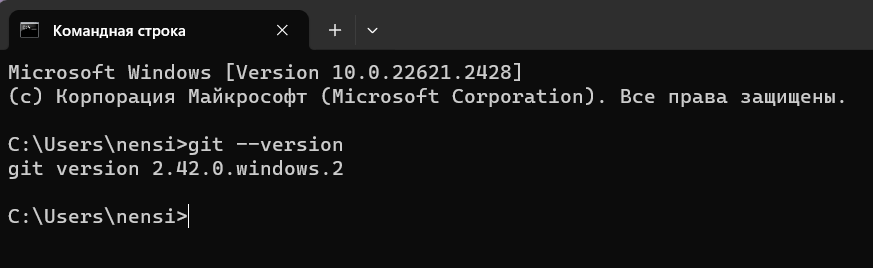 Командная строка
Microsoft Windows [Version 10.0.22621.2428]
(c) Корпорация Майкрософт (Microsoft Corporation). Все права защищены.
C:\Users\nensi>git --version
git version 2.42.0.windows.2
C:\Users\nensi>